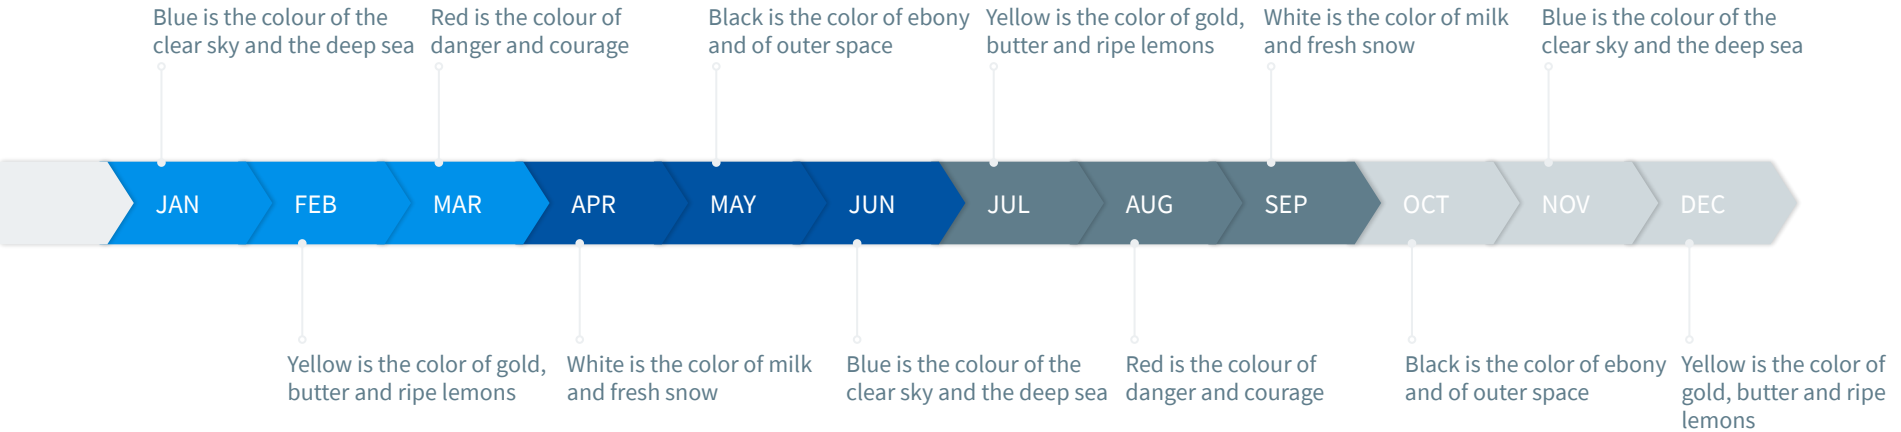 Blue is the colour of the
clear sky and the deep sea
Red is the colour of
danger and courage
Black is the color of ebony
and of outer space
Yellow is the color of gold,
butter and ripe lemons
White is the color of milk
and fresh snow
Blue is the colour of the
clear sky and the deep sea
JAN
FEB
MAR
APR
MAY
JUN
JUL
AUG
SEP
OCT
NOV
DEC
Yellow is the color of gold,
butter and ripe lemons
White is the color of milk
and fresh snow
Blue is the colour of the
clear sky and the deep sea
Red is the colour of
danger and courage
Black is the color of ebony
and of outer space
Yellow is the color of
gold, butter and ripe
lemons